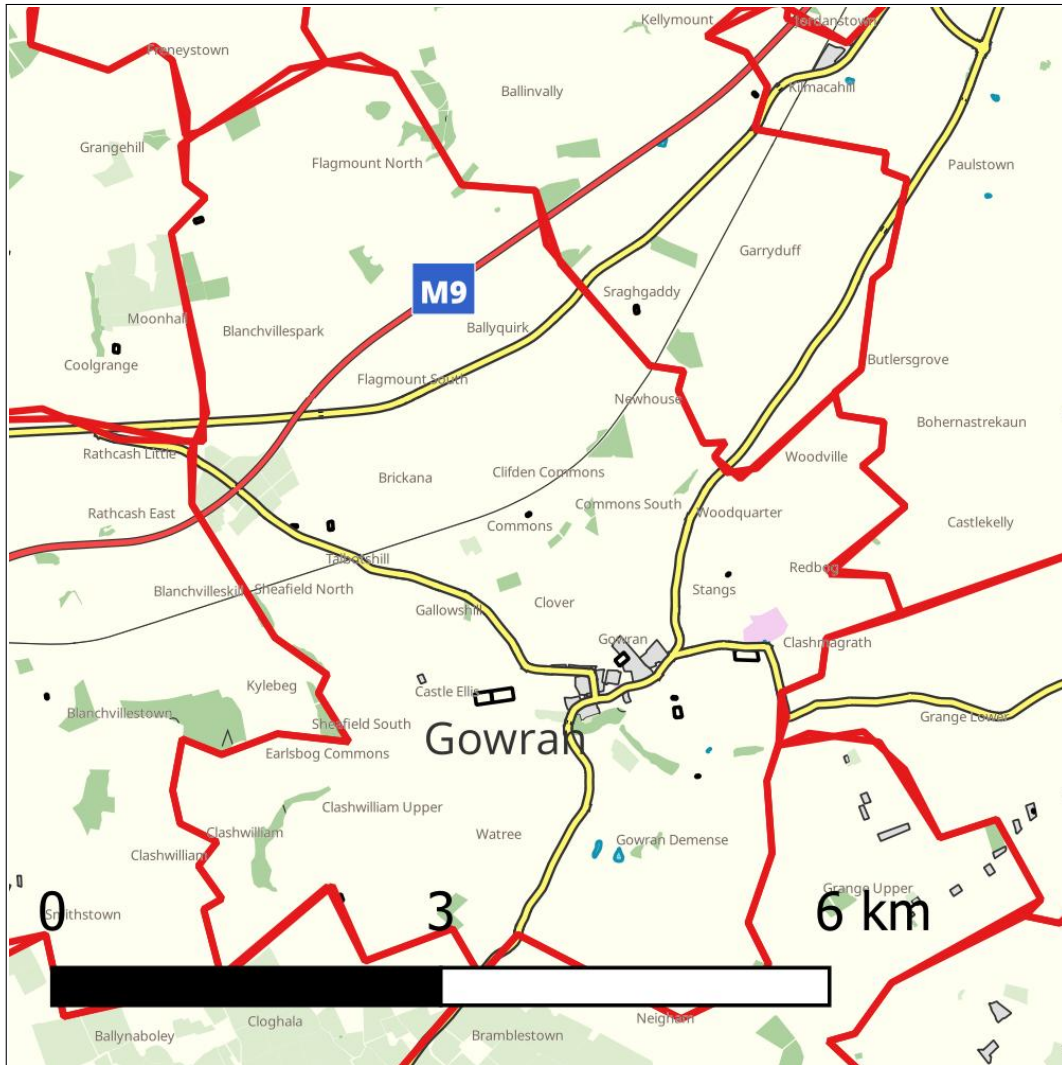 Kellymount
Jordanstown
Freneystown
Kilmacahill
Ballinvally
Grangehill
Flagmount North
Paulstown
Garryduff
M9
Sraghgaddy
Moonhall
Blanchvillespark
Ballyquirk
Butlersgrove
Coolgrange
Flagmount South
Newhouse
Bohernastrekaun
Rathcash Little
Woodville
Brickana
Clifden Commons
Commons South
Rathcash East
Woodquarter
Commons
Castlekelly
Talbotshill
Redbog
Blanchvilleskill
Sheafield North
Stangs
Clover
Gallowshill
Gowran
Clashmagrath
Kylebeg
Castle Ellis
Blanchvillestown
Grange Lower
Sheafield South
Gowran
Earlsbog Commons
Clashwilliam Upper
Clashwilliam
Watree
Gowran Demense
Clashwilliam
Grange Upper
Smithstown
0 3 6 km
Neigham
Cloghala
Ballynaboley
Bramblestown